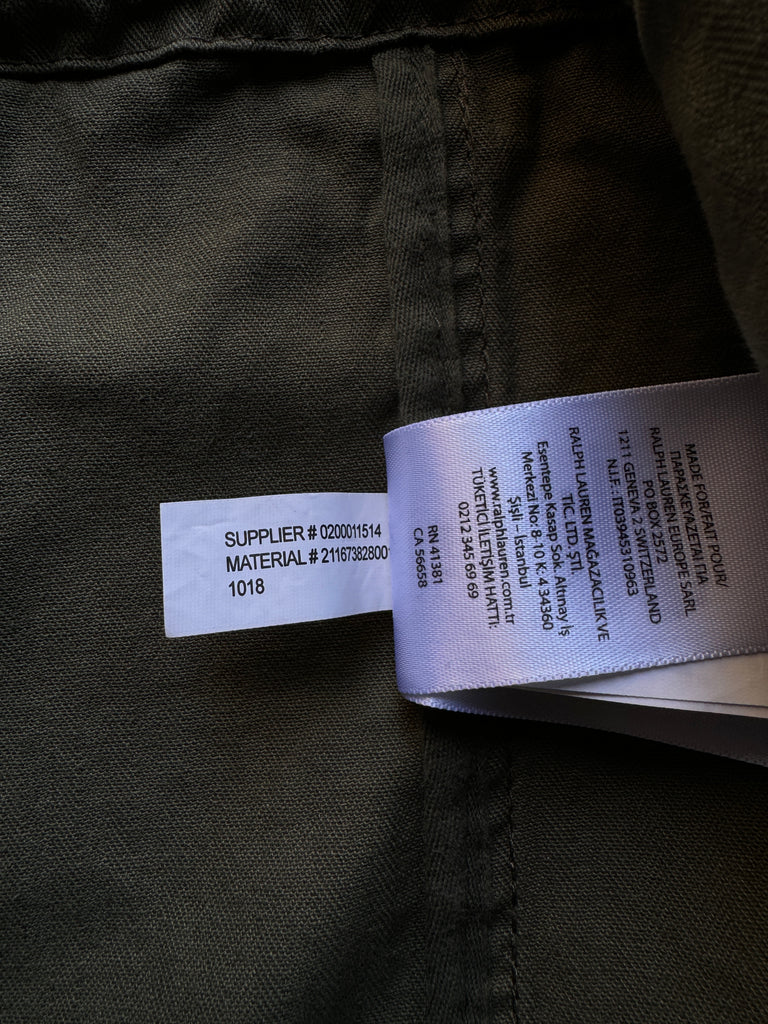 SUPPLIER # 0200011514
MATERIAL # 21167382800
1018
MADE FOR/FAIT POUR/
ΠΑΡΑΣΚΕΥΑΖΕΤΑΙ ΓΙΑ
RALPH LAUREN EUROPE SARL
PO BOX 2572
1211 GENEVA 2 SWITZERLAND
N.I.F.: IT03945310963
RALPH LAUREN MAĞAZACILIK VE
TİC. LTD. ŞTİ.
Esentepe Kasap Sok. Altınay İş
Merkezi No: 8-10 K: 4 34360
Şişli - İstanbul
www.ralphlauren.com.tr
TÜKETİCİ İLETİŞİM HATTI:
0212 345 69 69
RN 41381
CA 56658